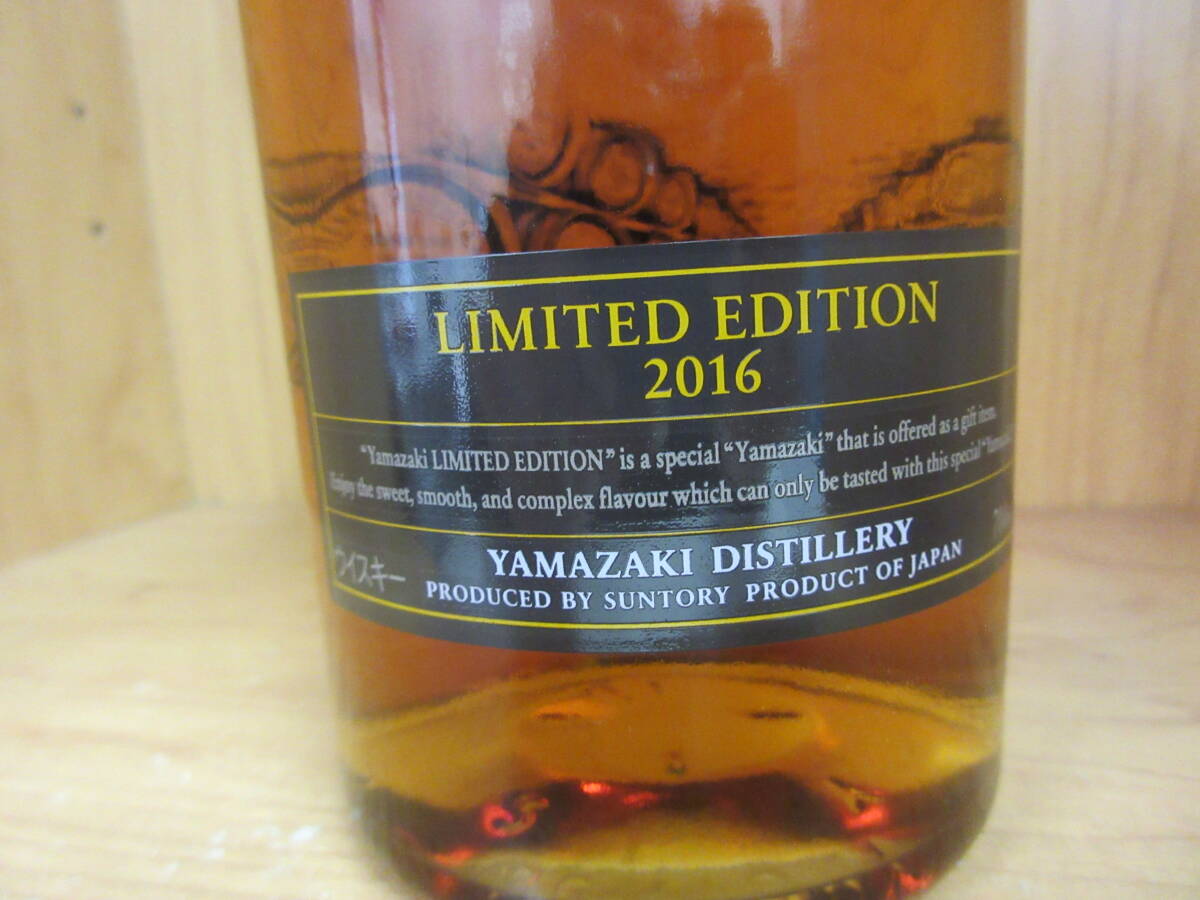 LIMITED EDITION
2016
“Yamazaki LIMITED EDITION” is a special “Yamazaki” that is offered as a gift item.
Enjoy the sweet, smooth, and complex flavour which can only be tasted with this special
ウイスキー
YAMAZAKI DISTILLERY
PRODUCED BY SUNTORY PRODUCT OF JAPAN